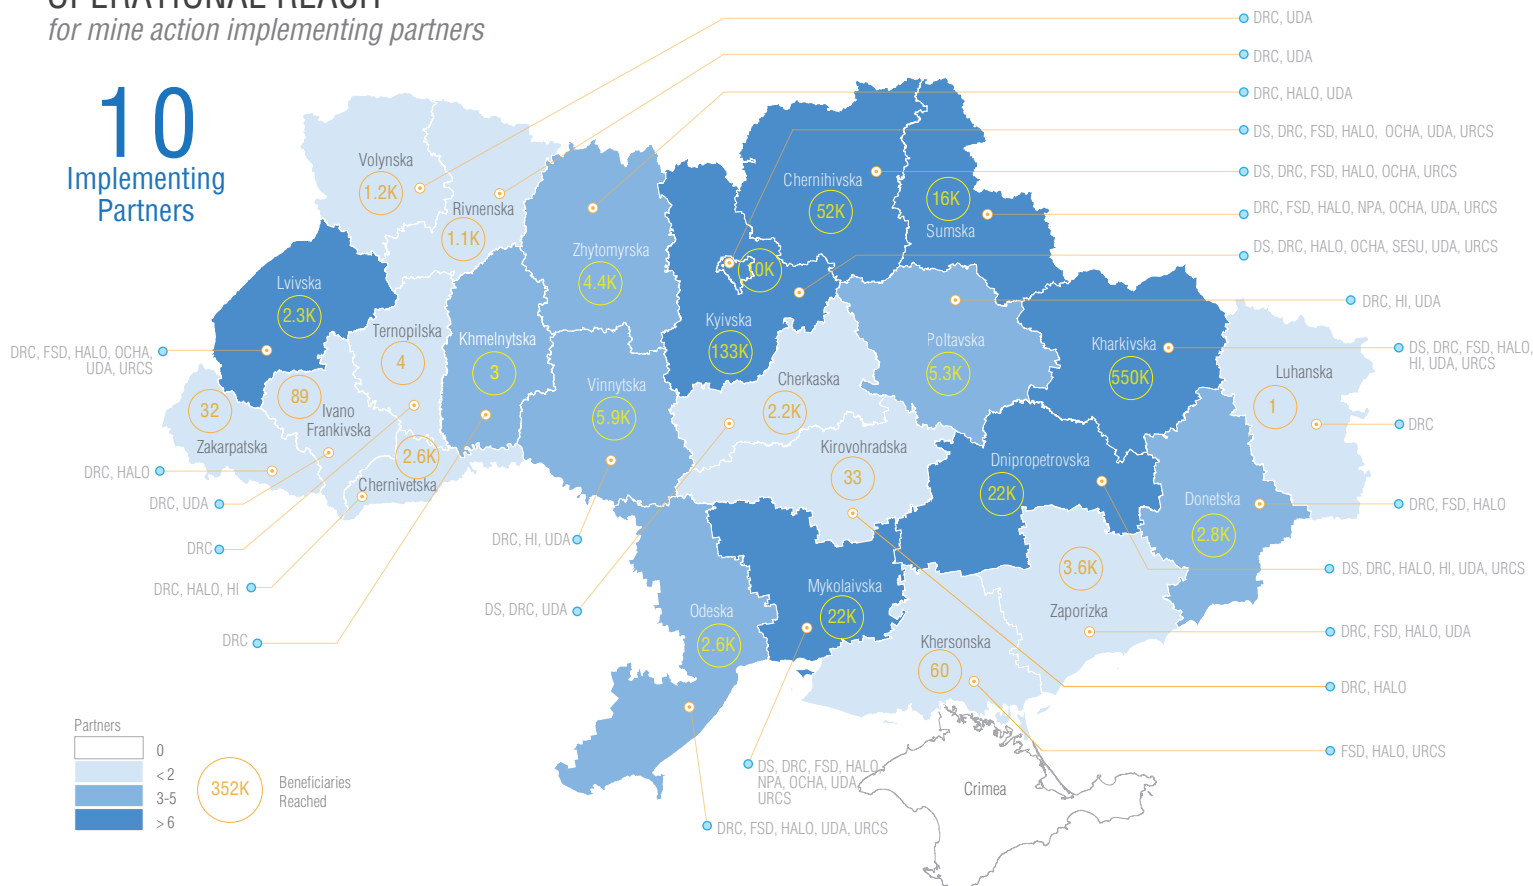 OPERATIONAL REACH
for mine action implementing partners
10
Implementing
Partners
DRC, UDA
DRC, UDA
DRC, HALO, UDA
DS, DRC, FSD, HALO, OCHA, UDA, URCS
DS, DRC, FSD, HALO, OCHA, URCS
DRC, FSD, HALO, NPA, OCHA, UDA, URCS
DS, DRC, HALO, OCHA, SESU, UDA, URCS
DRC, HI, UDA
DS, DRC, FSD, HALO,
HI, UDA, URCS
DRC
DRC, FSD, HALO
DS, DRC, HALO, HI, UDA, URCS
DRC, FSD, HALO, UDA
DRC, HALO
FSD, HALO, URCS
Volynska
1.2K
Rivnenska
1.1K
Zhytomyrska
4.4K
Chernihivska
52K
16K
Sumska
10K
Kyivska
133K
Lvivska
2.3K
Ternopilska
4
Khmelnytska
3
Vinnytska
5.9K
Cherkaska
2.2K
Poltavska
5.3K
Kharkivska
550K
Luhanska
1
32
Zakarpatska
89
Ivano
Frankivska
2.6K
Chernivetska
Kirovohradska
33
Dnipropetrovska
22K
Donetska
2.8K
3.6K
Zaporizka
Mykolaivska
22K
Odeska
2.6K
Khersonska
60
Crimea
DRC, FSD, HALO, OCHA,
UDA, URCS
DRC, HALO
DRC, UDA
DRC
DRC, HALO, HI
DRC
DRC, HI, UDA
DS, DRC, UDA
DS, DRC, FSD, HALO,
NPA, OCHA, UDA,
URCS
DRC, FSD, HALO, UDA, URCS
Partners
0
< 2
3-5
> 6
352K
Beneficiaries
Reached